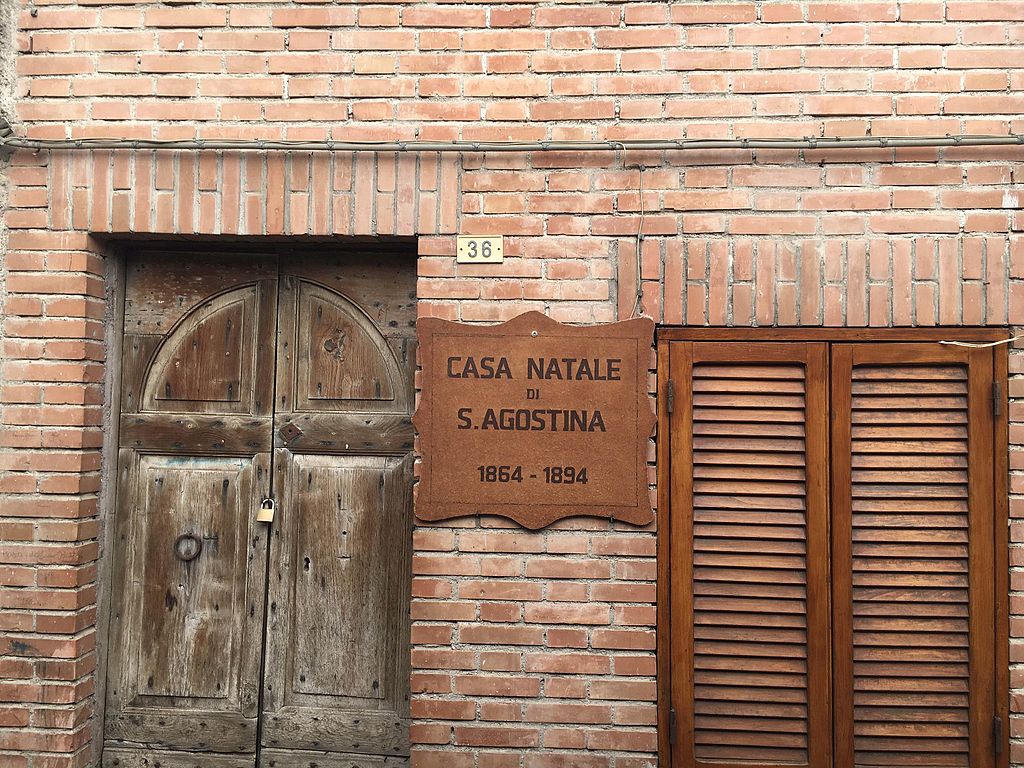 36
CASA NATALE
DI
S.AGOSTINA
1864 - 1894